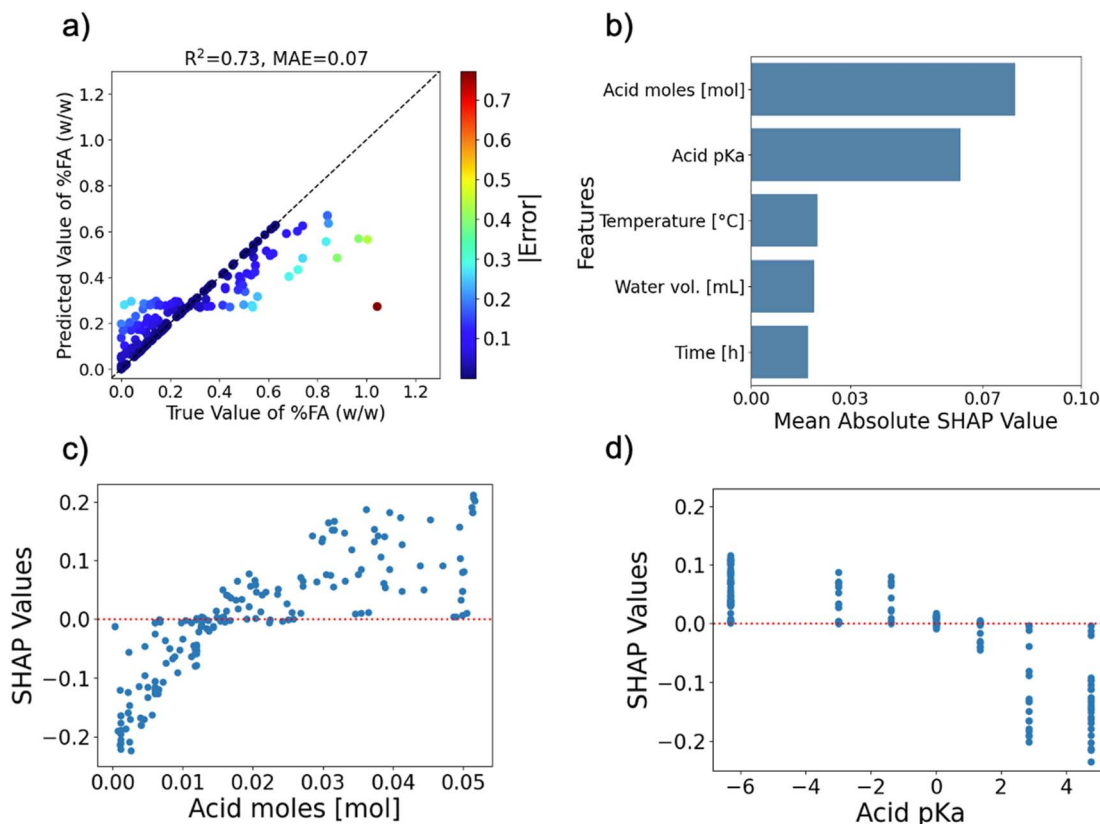 a)
R²=0.73, MAE=0.07
Predicted Value of %FA (w/w)
1.2
1.0
0.8
0.6
0.4
0.2
0.0
0.0 0.2 0.4 0.6 0.8 1.0 1.2
True Value of %FA (w/w)
0.7
0.6
0.5
0.4
0.3
0.2
0.1
|Error|
b)
Features
Acid moles [mol]
Acid pKa
Temperature [°C]
Water vol. [mL]
Time [h]
0.00 0.03 0.07 0.10
Mean Absolute SHAP Value
c)
SHAP Values
0.2
0.1
0.0
−0.1
−0.2
0.00 0.01 0.02 0.03 0.04 0.05
Acid moles [mol]
d)
SHAP Values
0.2
0.1
0.0
−0.1
−0.2
−6 −4 −2 0 2 4
Acid pKa